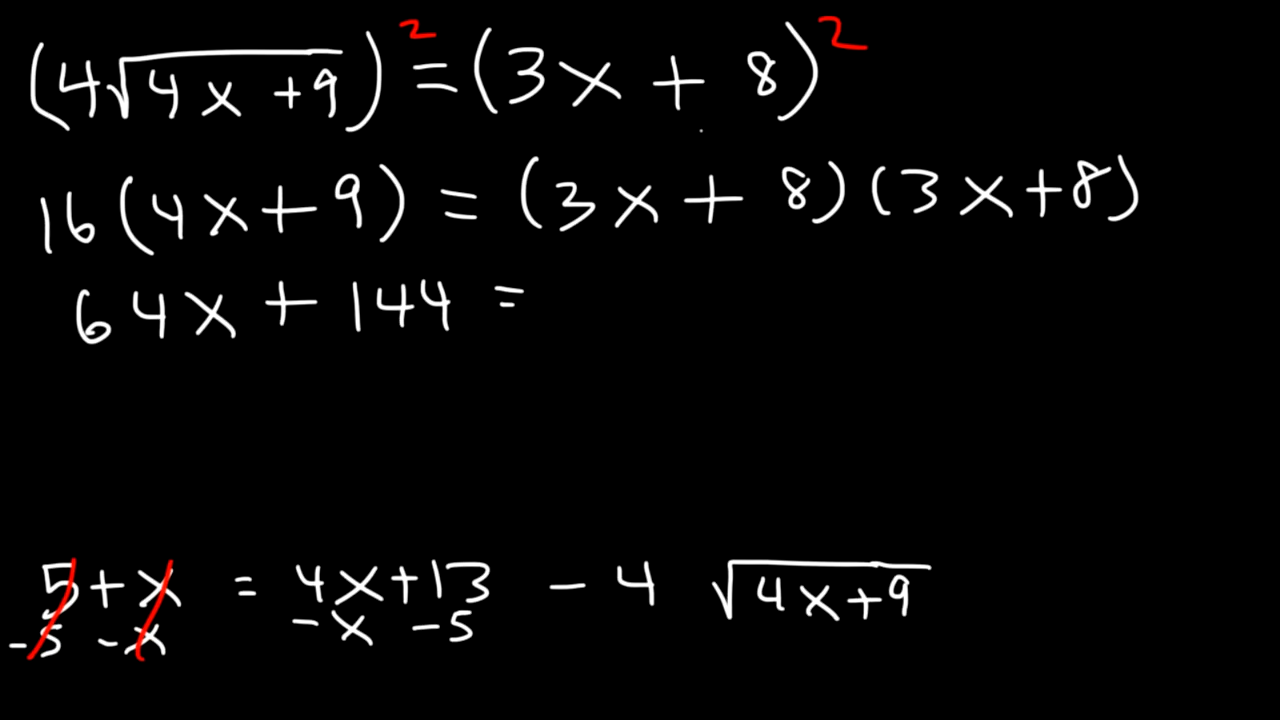 (4√(4x+9))² = (3x + 8)²
16(4x+9) = (3x + 8)(3x+8)
64x + 144 =
5+x = 4x+13 - 4 √(4x+9)
-5 -x -x -5